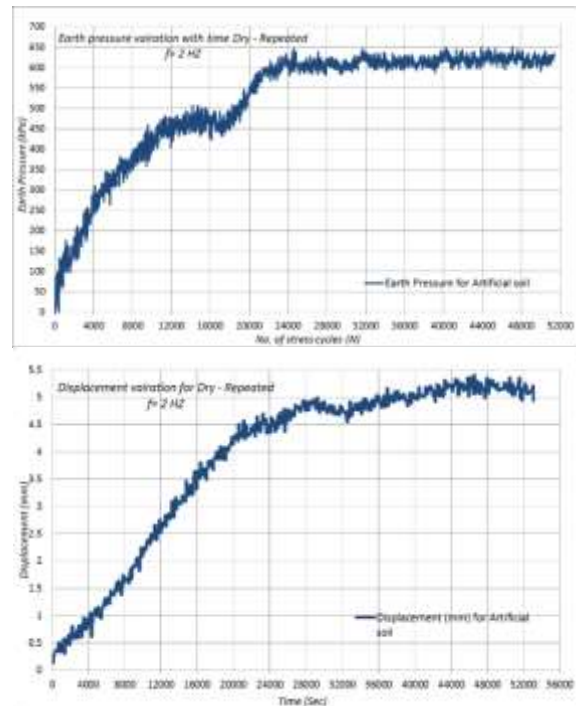 Earth pressure vairation with time Dry - Repeated
f= 2 HZ
Earth Pressure (kPa)
700
650
600
550
500
450
400
350
300
250
200
150
100
50
0
Earth Pressure for Artificial soil
0 4000 8000 12000 16000 20000 24000 28000 32000 36000 40000 44000 48000 52000
No. of stress cycles (N)
Displacement vairation for Dry - Repeated
f= 2 HZ
Displacement (mm)
5.5
5
4.5
4
3.5
3
2.5
2
1.5
1
0.5
0
Displacement (mm) for Artificial
soil
0 4000 8000 12000 16000 20000 24000 28000 32000 36000 40000 44000 48000 52000 56000
Time (Sec)